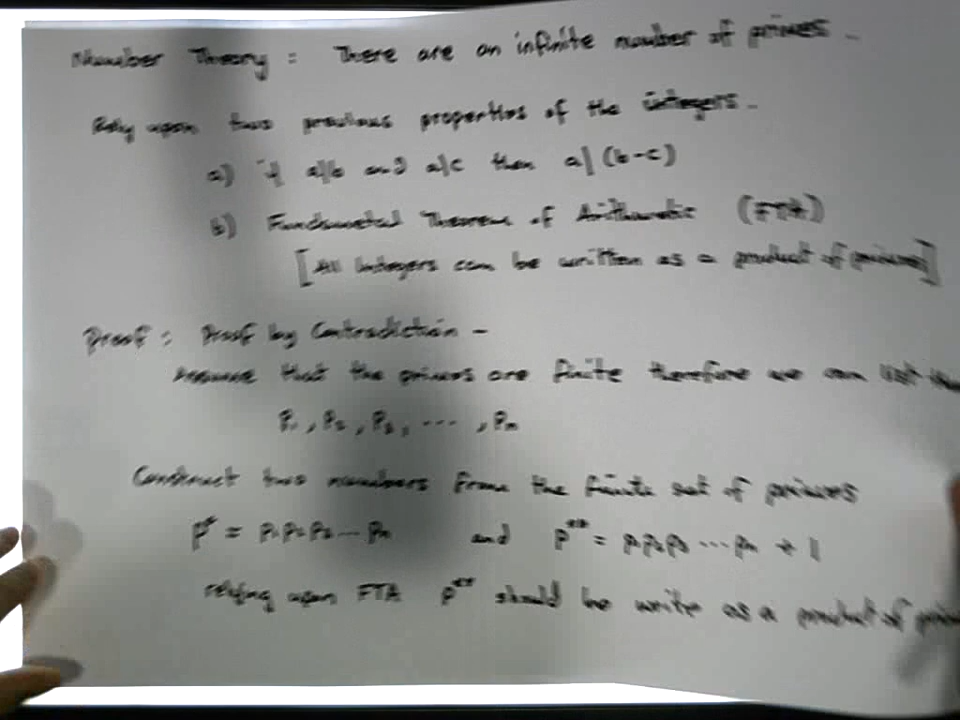 Number Theory : There are an infinite number of primes .
Rely upon two previous properties of the integers .
a) if a|b and a|c then a|(b-c)
b) Fundametal Theorem of Arithmetic (FTA)
[All integers can be written as a product of primes]
Proof : Proof by Contradiction -
Assume that the primes are finite therefore we can list
P1 , P2 , P3 , ... , Pn
Construct two numbers from the finite set of primes
P* = P1P2P3 ... Pn and P** = P1P2P3 ... Pn + 1
relying upon FTA P** should be write as a product of